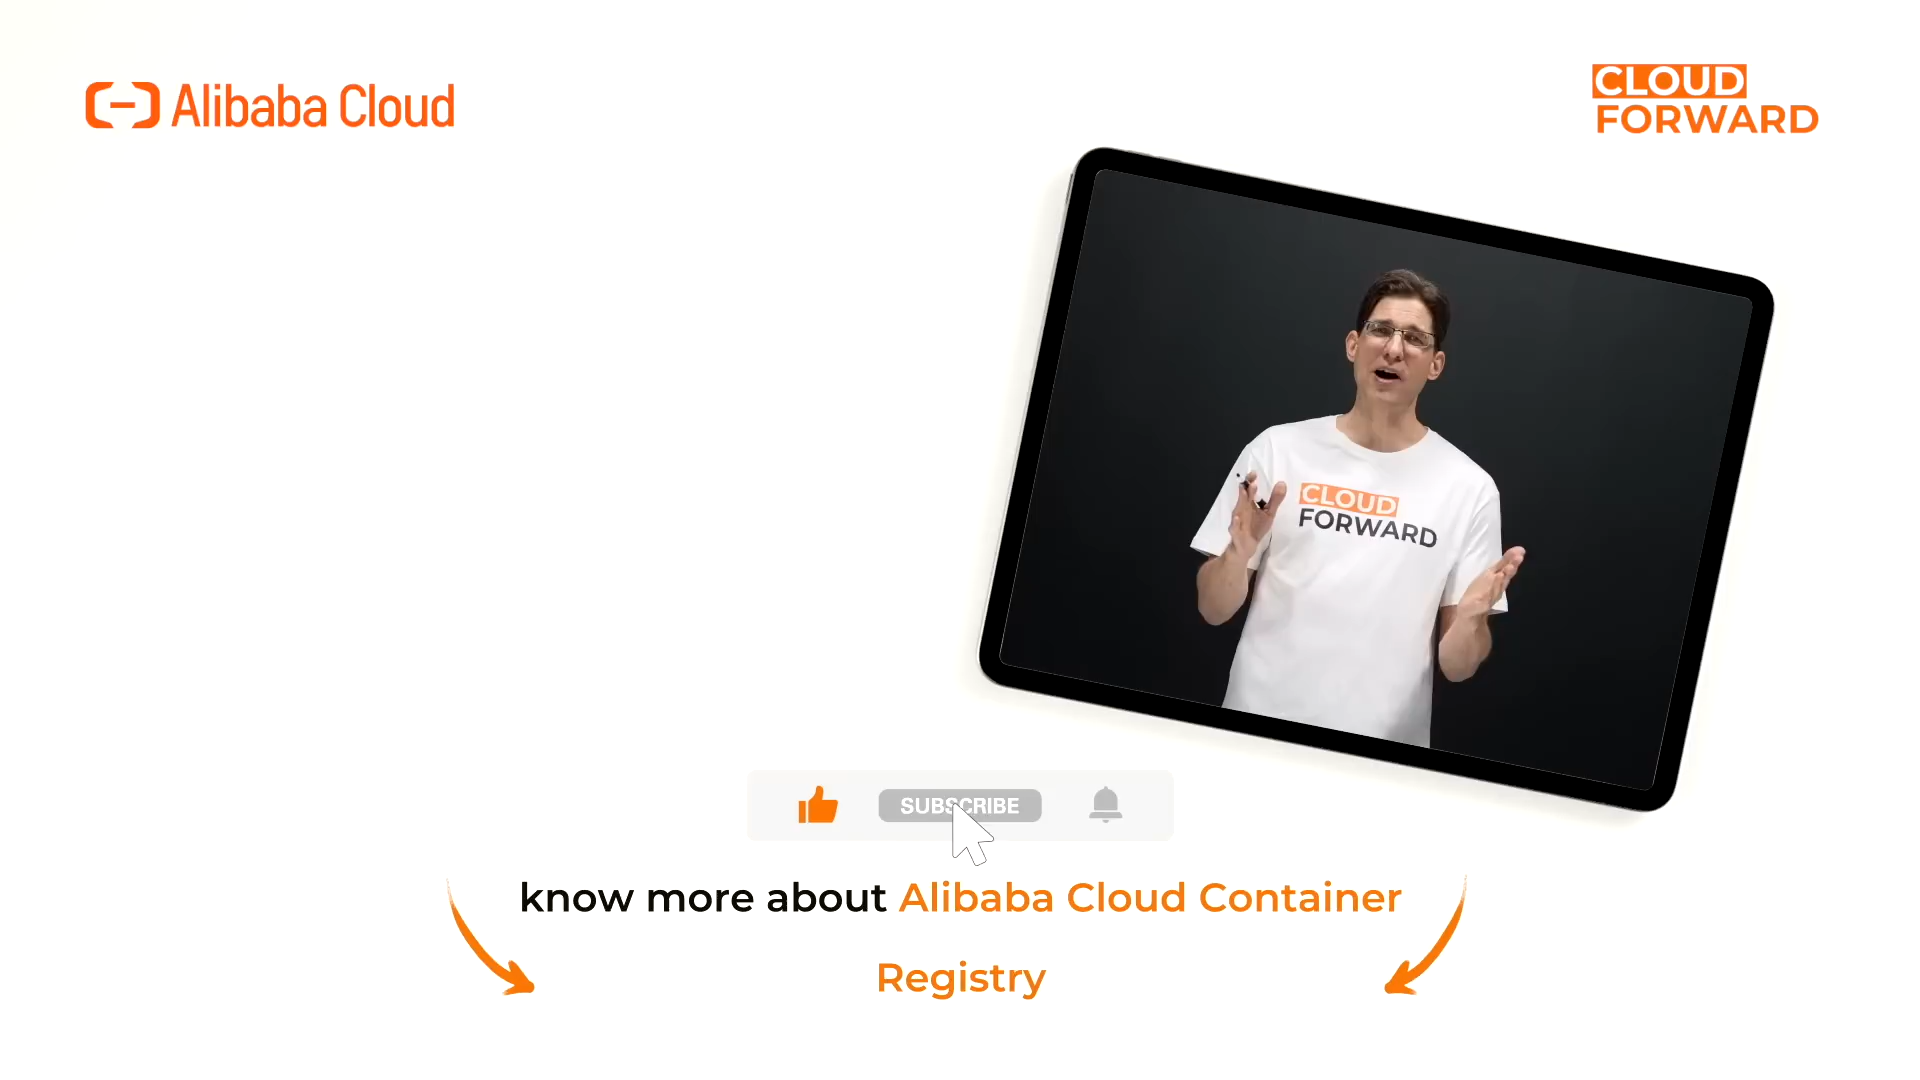 Alibaba Cloud
CLOUD
FORWARD
CLOUD
FORWARD
SUBSCRIBE
know more about Alibaba Cloud Container
Registry